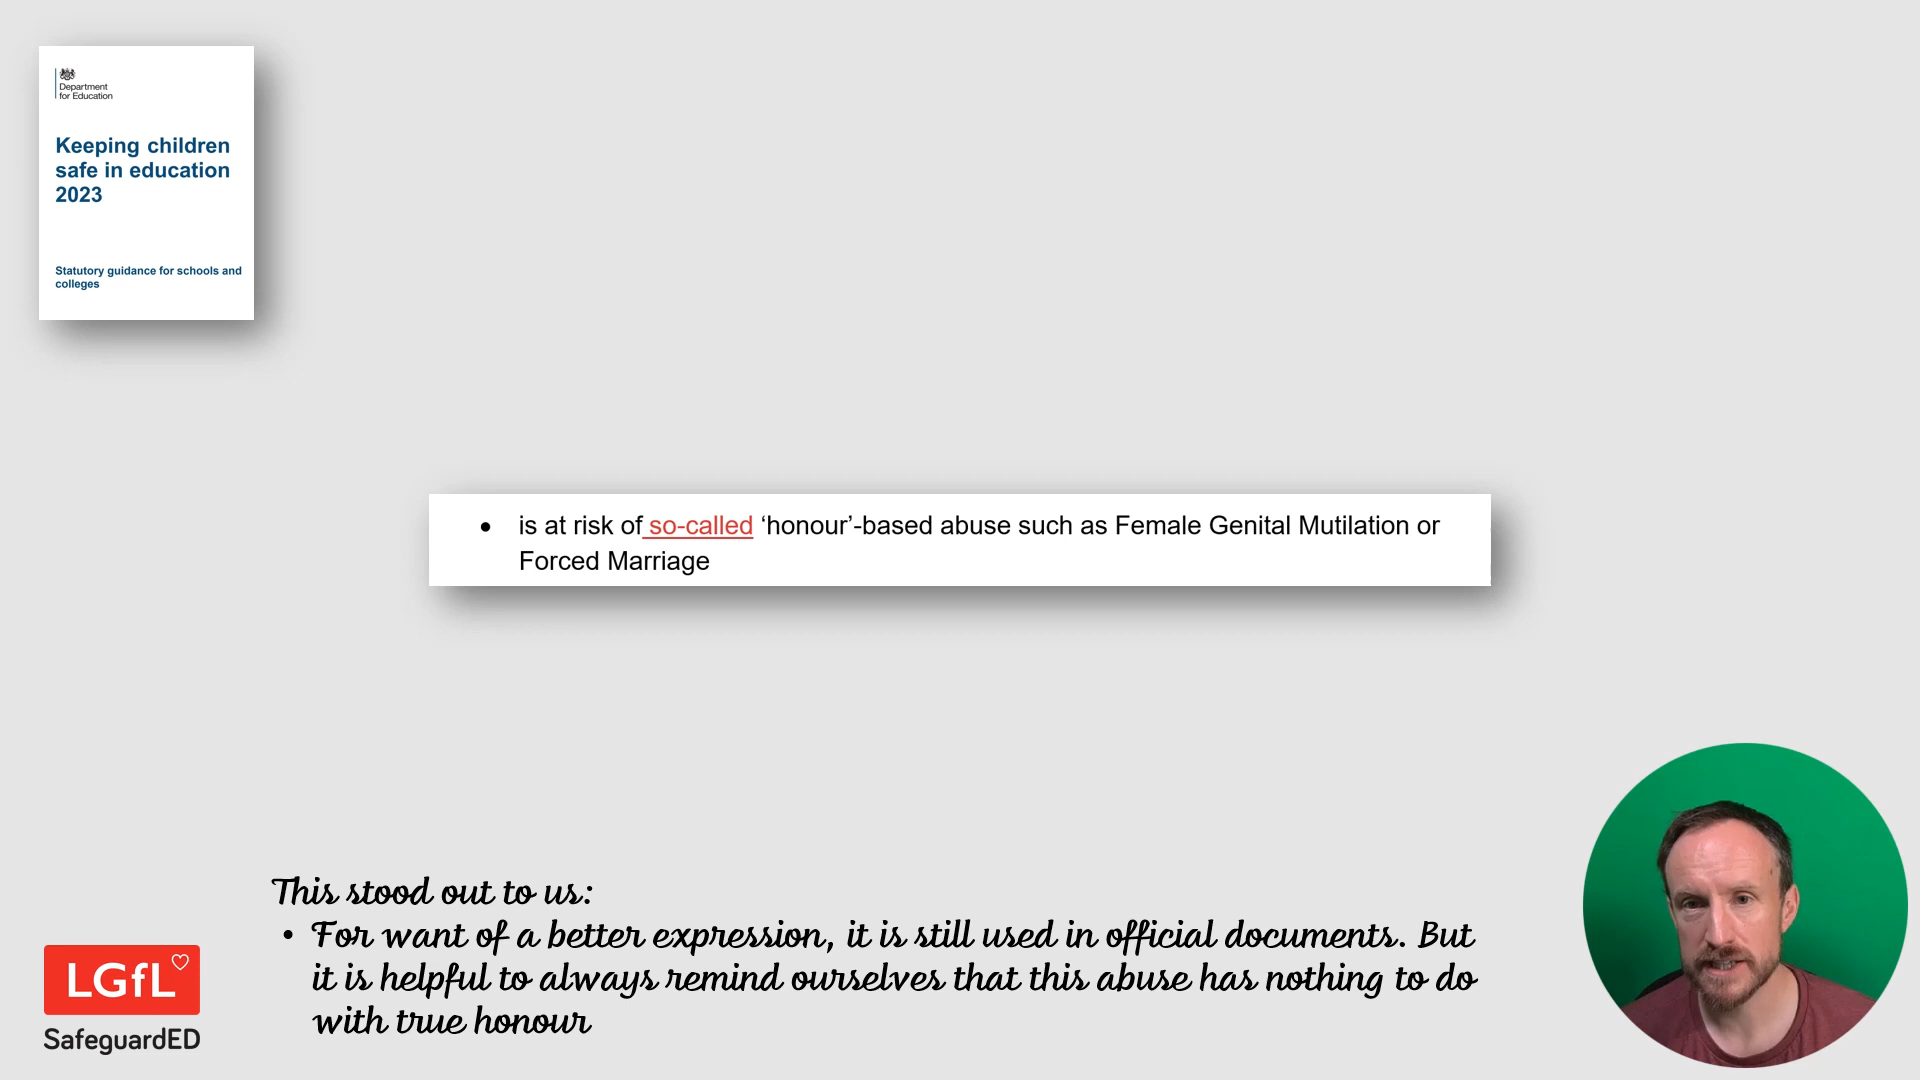 Department
for Education
Keeping children
safe in education
2023
Statutory guidance for schools and
colleges
• is at risk of so-called ‘honour’-based abuse such as Female Genital Mutilation or
Forced Marriage
This stood out to us:
• For want of a better expression, it is still used in official documents. But
it is helpful to always remind ourselves that this abuse has nothing to do
with true honour
LGfL
SafeguardED